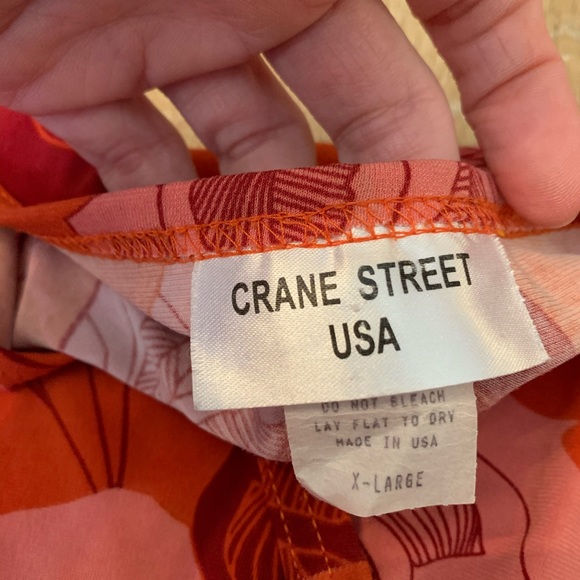 CRANE STREET
USA
DO NOT BLEACH
LAY FLAT TO DRY
MADE IN USA
X-LARGE